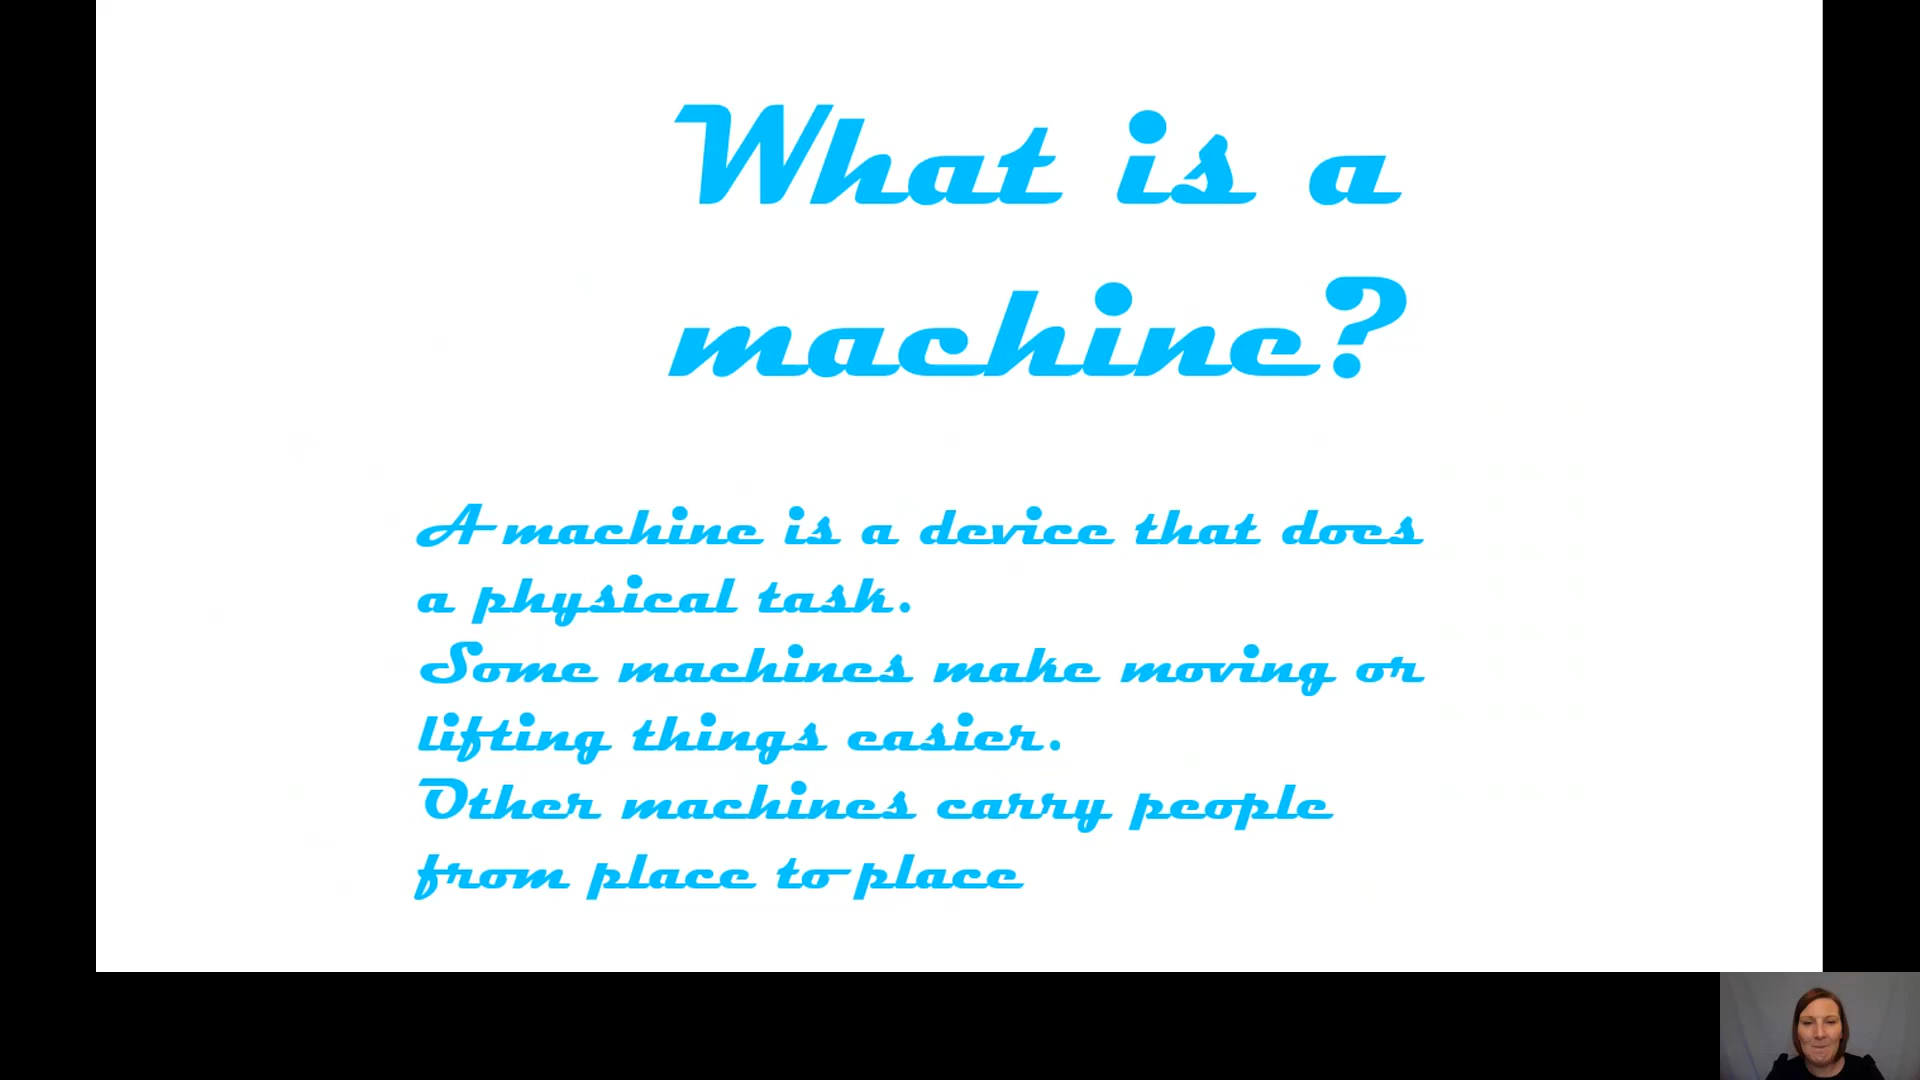 What is a
machine?
A machine is a device that does
a physical task.
Some machines make moving or
lifting things easier.
Other machines carry people
from place to place